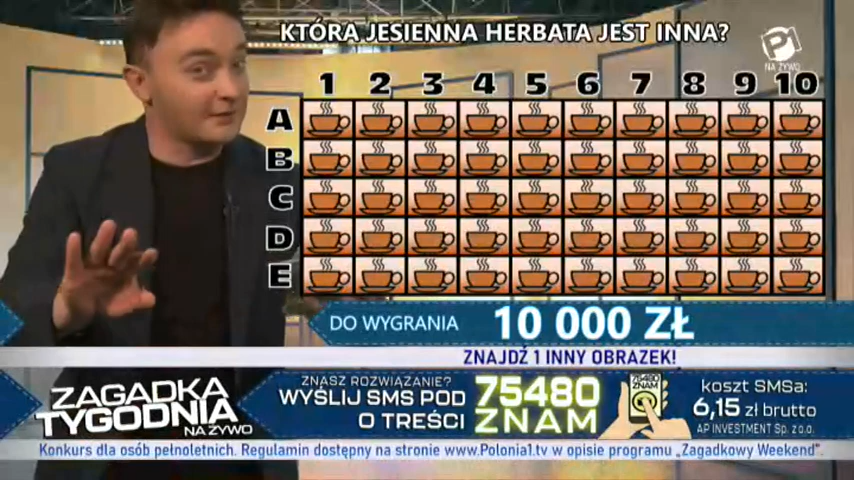 KTÓRA JESIENNA HERBATA JEST INNA?
P1
NA ŻYWO
1 2 3 4 5 6 7 8 9 10
A
B
C
D
E
DO WYGRANIA 10 000 ZŁ
ZNAJDŹ 1 INNY OBRAZEK!
ZAGADKA
TYGODNIA
NA ŻYWO
ZNASZ ROZWIĄZANIE?
WYŚLIJ SMS POD
O TREŚCI
75480
ZNAM
75480
ZNAM
koszt SMSa:
6,15 zł brutto
AP INVESTMENT Sp. z o.o.
Konkurs dla osób pełnoletnich. Regulamin dostępny na stronie www.Polonia1.tv w opisie programu „Zagadkowy Weekend".